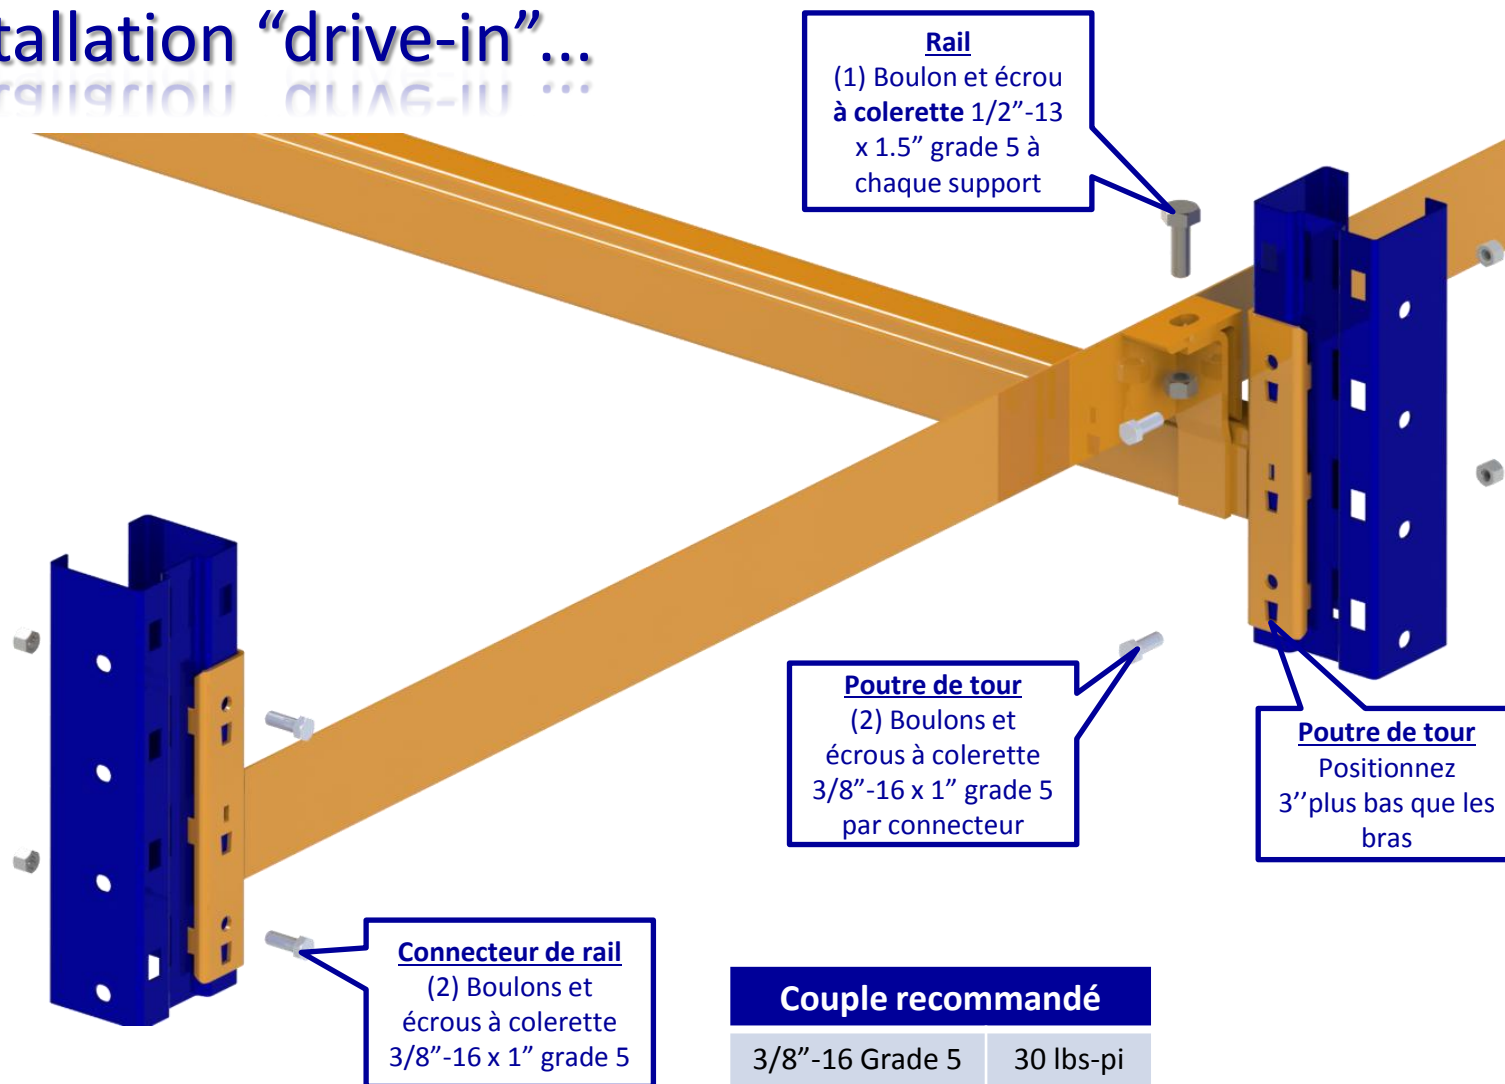 tallation “drive-in”...
Rail
(1) Boulon et écrou
à colerette 1/2”-13
x 1.5” grade 5 à
chaque support
Poutre de tour
(2) Boulons et
écrous à colerette
3/8”-16 x 1” grade 5
par connecteur
Poutre de tour
Positionnez
3’’plus bas que les
bras
Connecteur de rail
(2) Boulons et
écrous à colerette
3/8”-16 x 1” grade 5
Couple recommandé
3/8”-16 Grade 5 30 lbs-pi